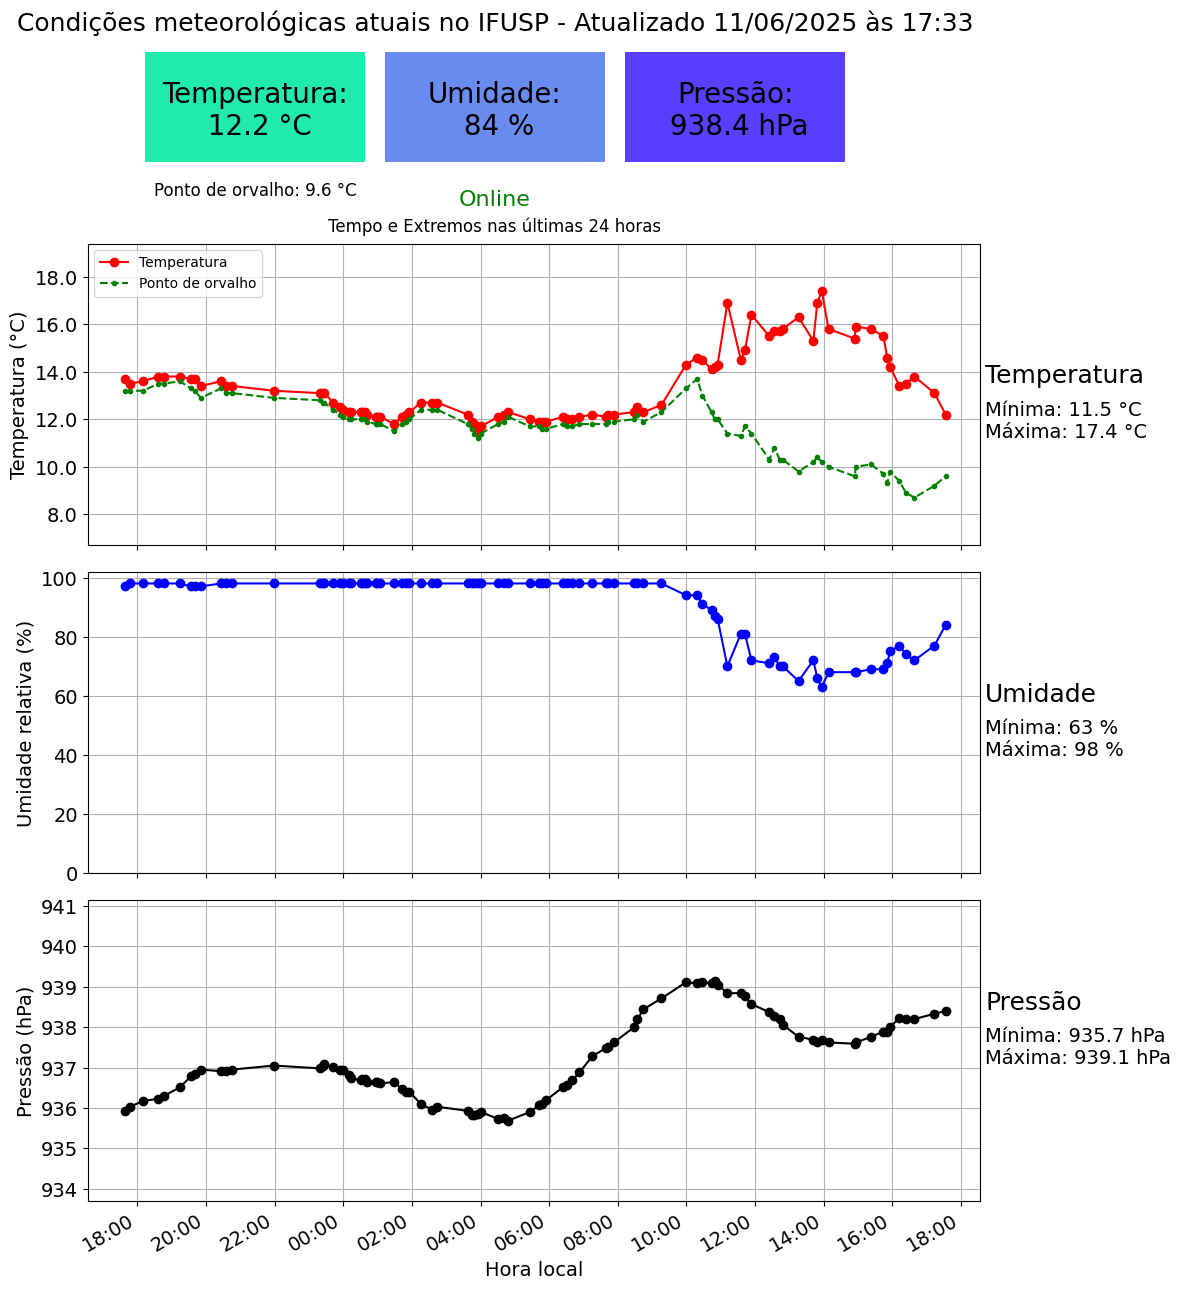 Condições meteorológicas atuais no IFUSP - Atualizado 11/06/2025 às 17:33
Temperatura:
12.2 °C
Umidade:
84 %
Pressão:
938.4 hPa
Ponto de orvalho: 9.6 °C
Online
Tempo e Extremos nas últimas 24 horas
Temperatura
Ponto de orvalho
Temperatura (°C)
18.0
16.0
14.0
12.0
10.0
8.0
Temperatura
Mínima: 11.5 °C
Máxima: 17.4 °C
Umidade relativa (%)
100
80
60
40
20
0
Umidade
Mínima: 63 %
Máxima: 98 %
Pressão (hPa)
941
940
939
938
937
936
935
934
Pressão
Mínima: 935.7 hPa
Máxima: 939.1 hPa
18:00
20:00
22:00
00:00
02:00
04:00
06:00
08:00
10:00
12:00
14:00
16:00
18:00
Hora local